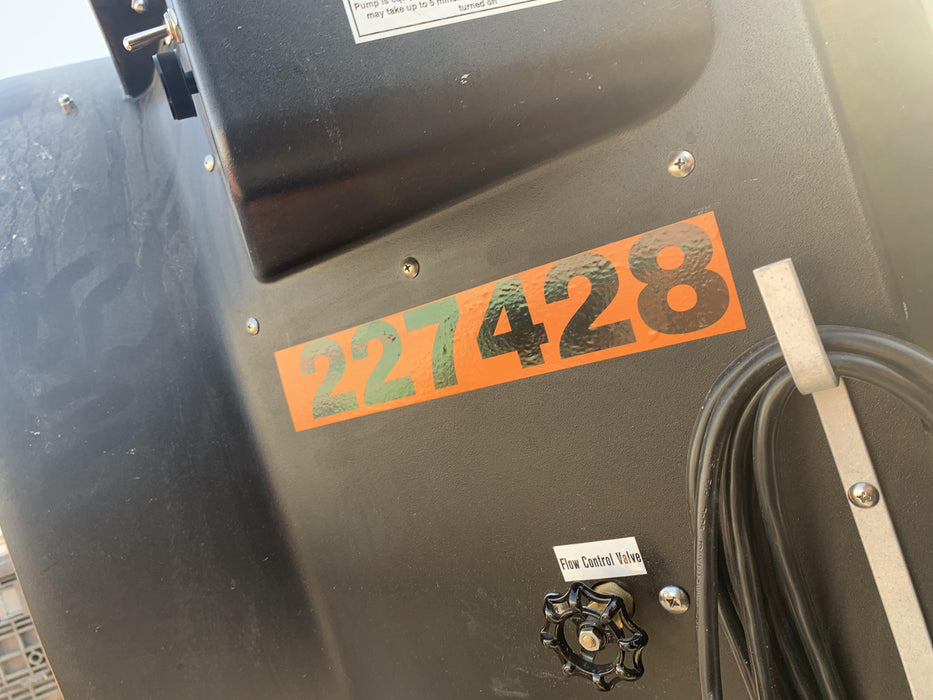 Pump is
may take up to 5
turned on
227428
Flow Control Valve